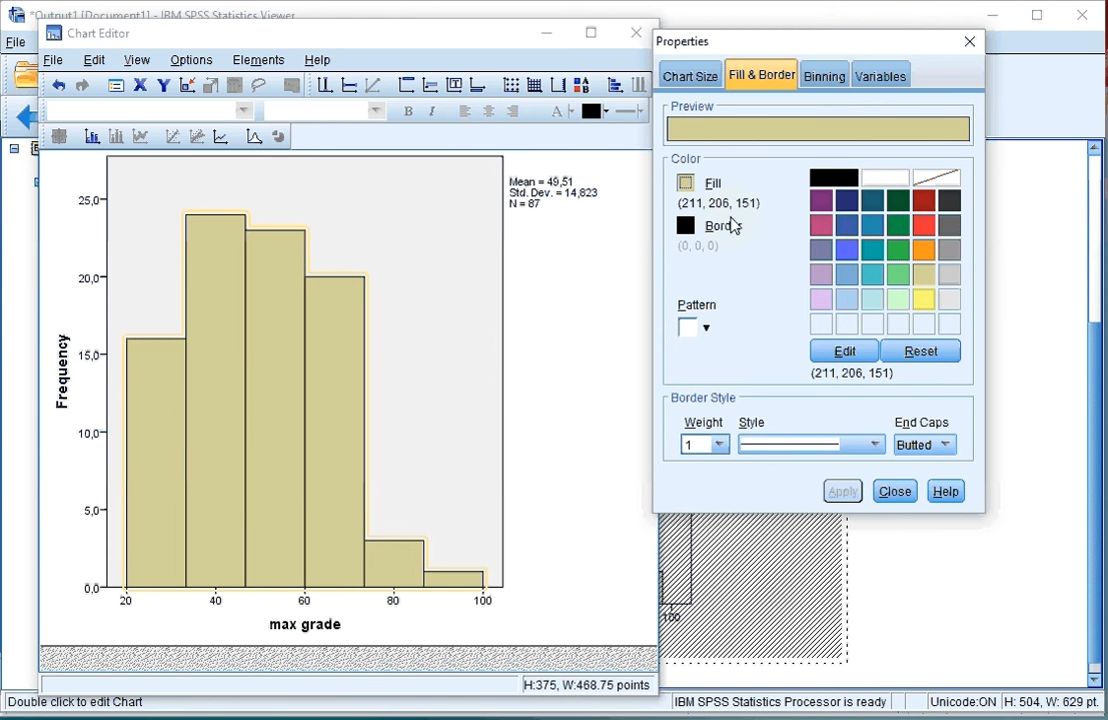 *Output1 [Document1] - IBM SPSS Statistics Viewer
File
Chart Editor
File Edit View Options Elements Help
B I A
Mean = 49,51
Std. Dev. = 14,823
N = 87
25,0
20,0
15,0
10,0
5,0
0,0
Frequency
20 40 60 80 100
max grade
H:375, W:468.75 points
Properties
Chart Size Fill & Border Binning Variables
Preview
Color
Fill
(211, 206, 151)
Border
(0, 0, 0)
Pattern
Edit Reset
(211, 206, 151)
Border Style
Weight Style End Caps
1 Butted
Apply Close Help
100
Double click to edit Chart
IBM SPSS Statistics Processor is ready
Unicode:ON
H: 504, W: 629 pt.